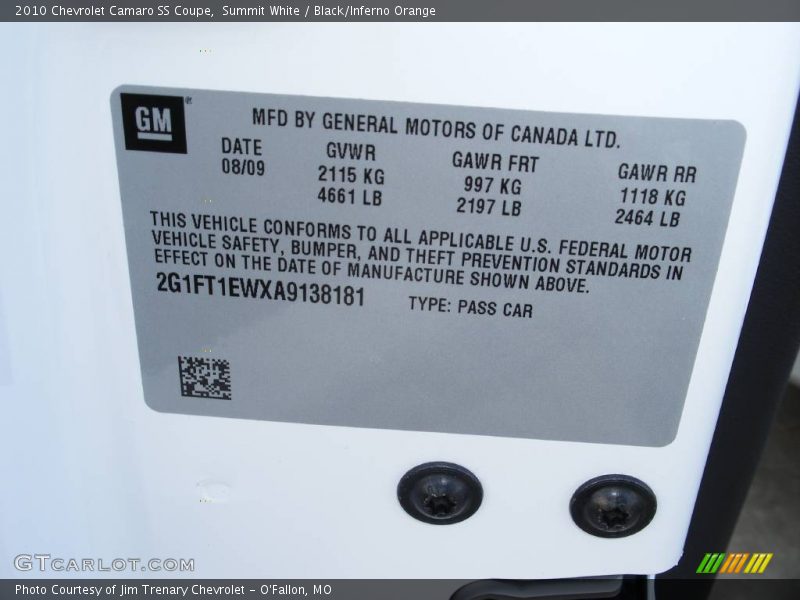 2010 Chevrolet Camaro SS Coupe,  Summit White / Black/Inferno Orange
GM®
MFD BY GENERAL MOTORS OF CANADA LTD.
DATE GVWR GAWR FRT GAWR RR
08/09 2115 KG 997 KG 1118 KG
4661 LB 2197 LB 2464 LB
THIS VEHICLE CONFORMS TO ALL APPLICABLE U.S. FEDERAL MOTOR
VEHICLE SAFETY, BUMPER, AND THEFT PREVENTION STANDARDS IN
EFFECT ON THE DATE OF MANUFACTURE SHOWN ABOVE.
2G1FT1EWXA9138181 TYPE: PASS CAR
GTCARLOT.COM
Photo Courtesy of Jim Trenary Chevrolet - O'Fallon, MO